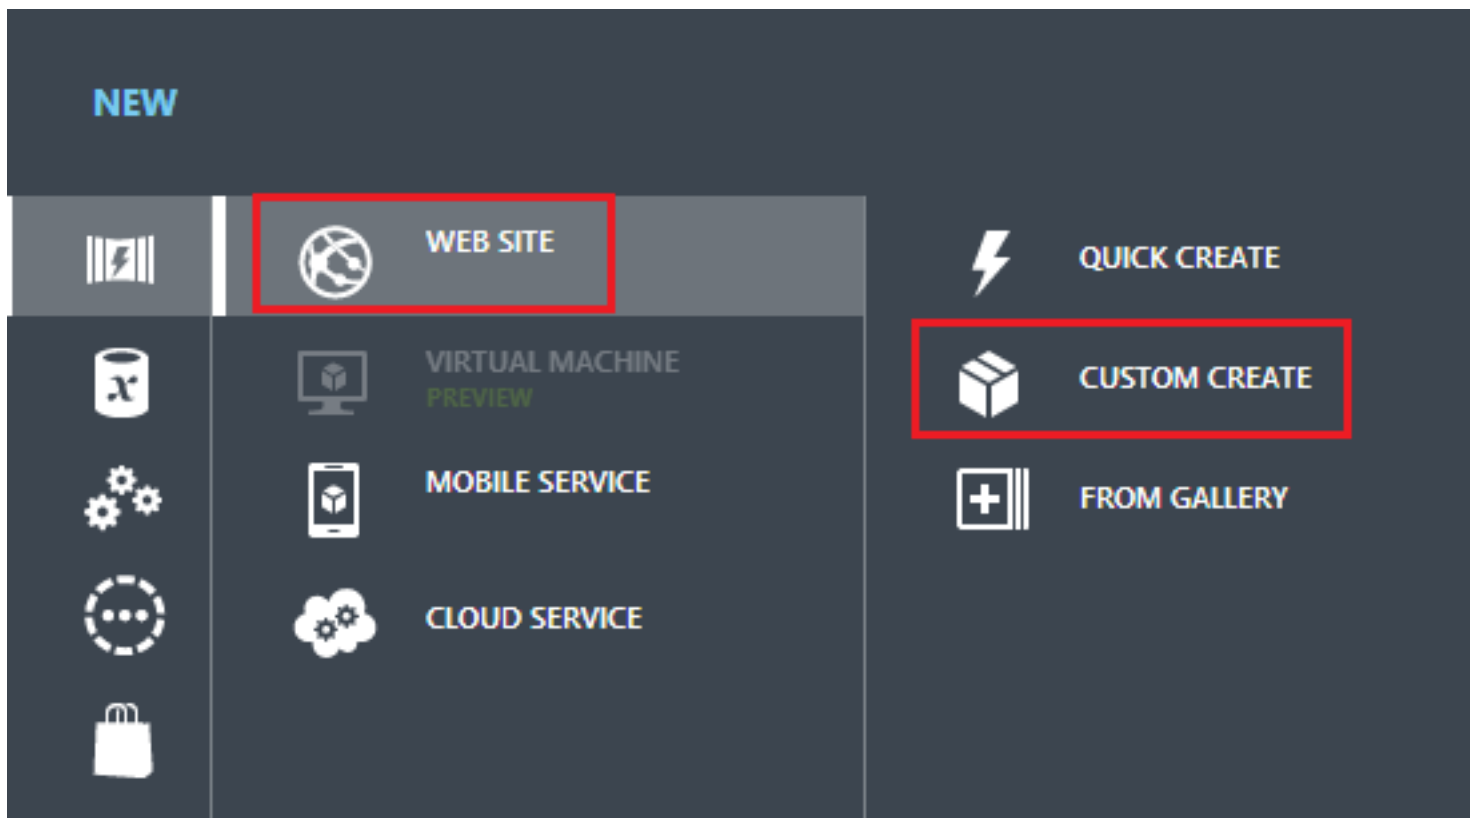 NEW
WEB SITE
VIRTUAL MACHINE
PREVIEW
MOBILE SERVICE
CLOUD SERVICE
QUICK CREATE
CUSTOM CREATE
FROM GALLERY